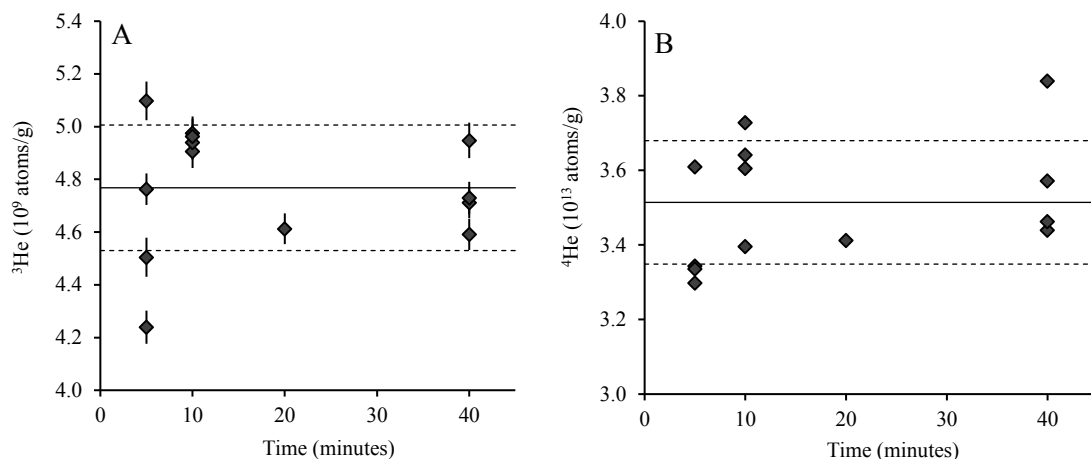 A
5.4
5.2
5.0
4.8
4.6
4.4
4.2
4.0
³He (10⁹ atoms/g)
0 10 20 30 40
Time (minutes)
B
4.0
3.8
3.6
3.4
3.2
3.0
⁴He (10¹³ atoms/g)
0 10 20 30 40
Time (minutes)